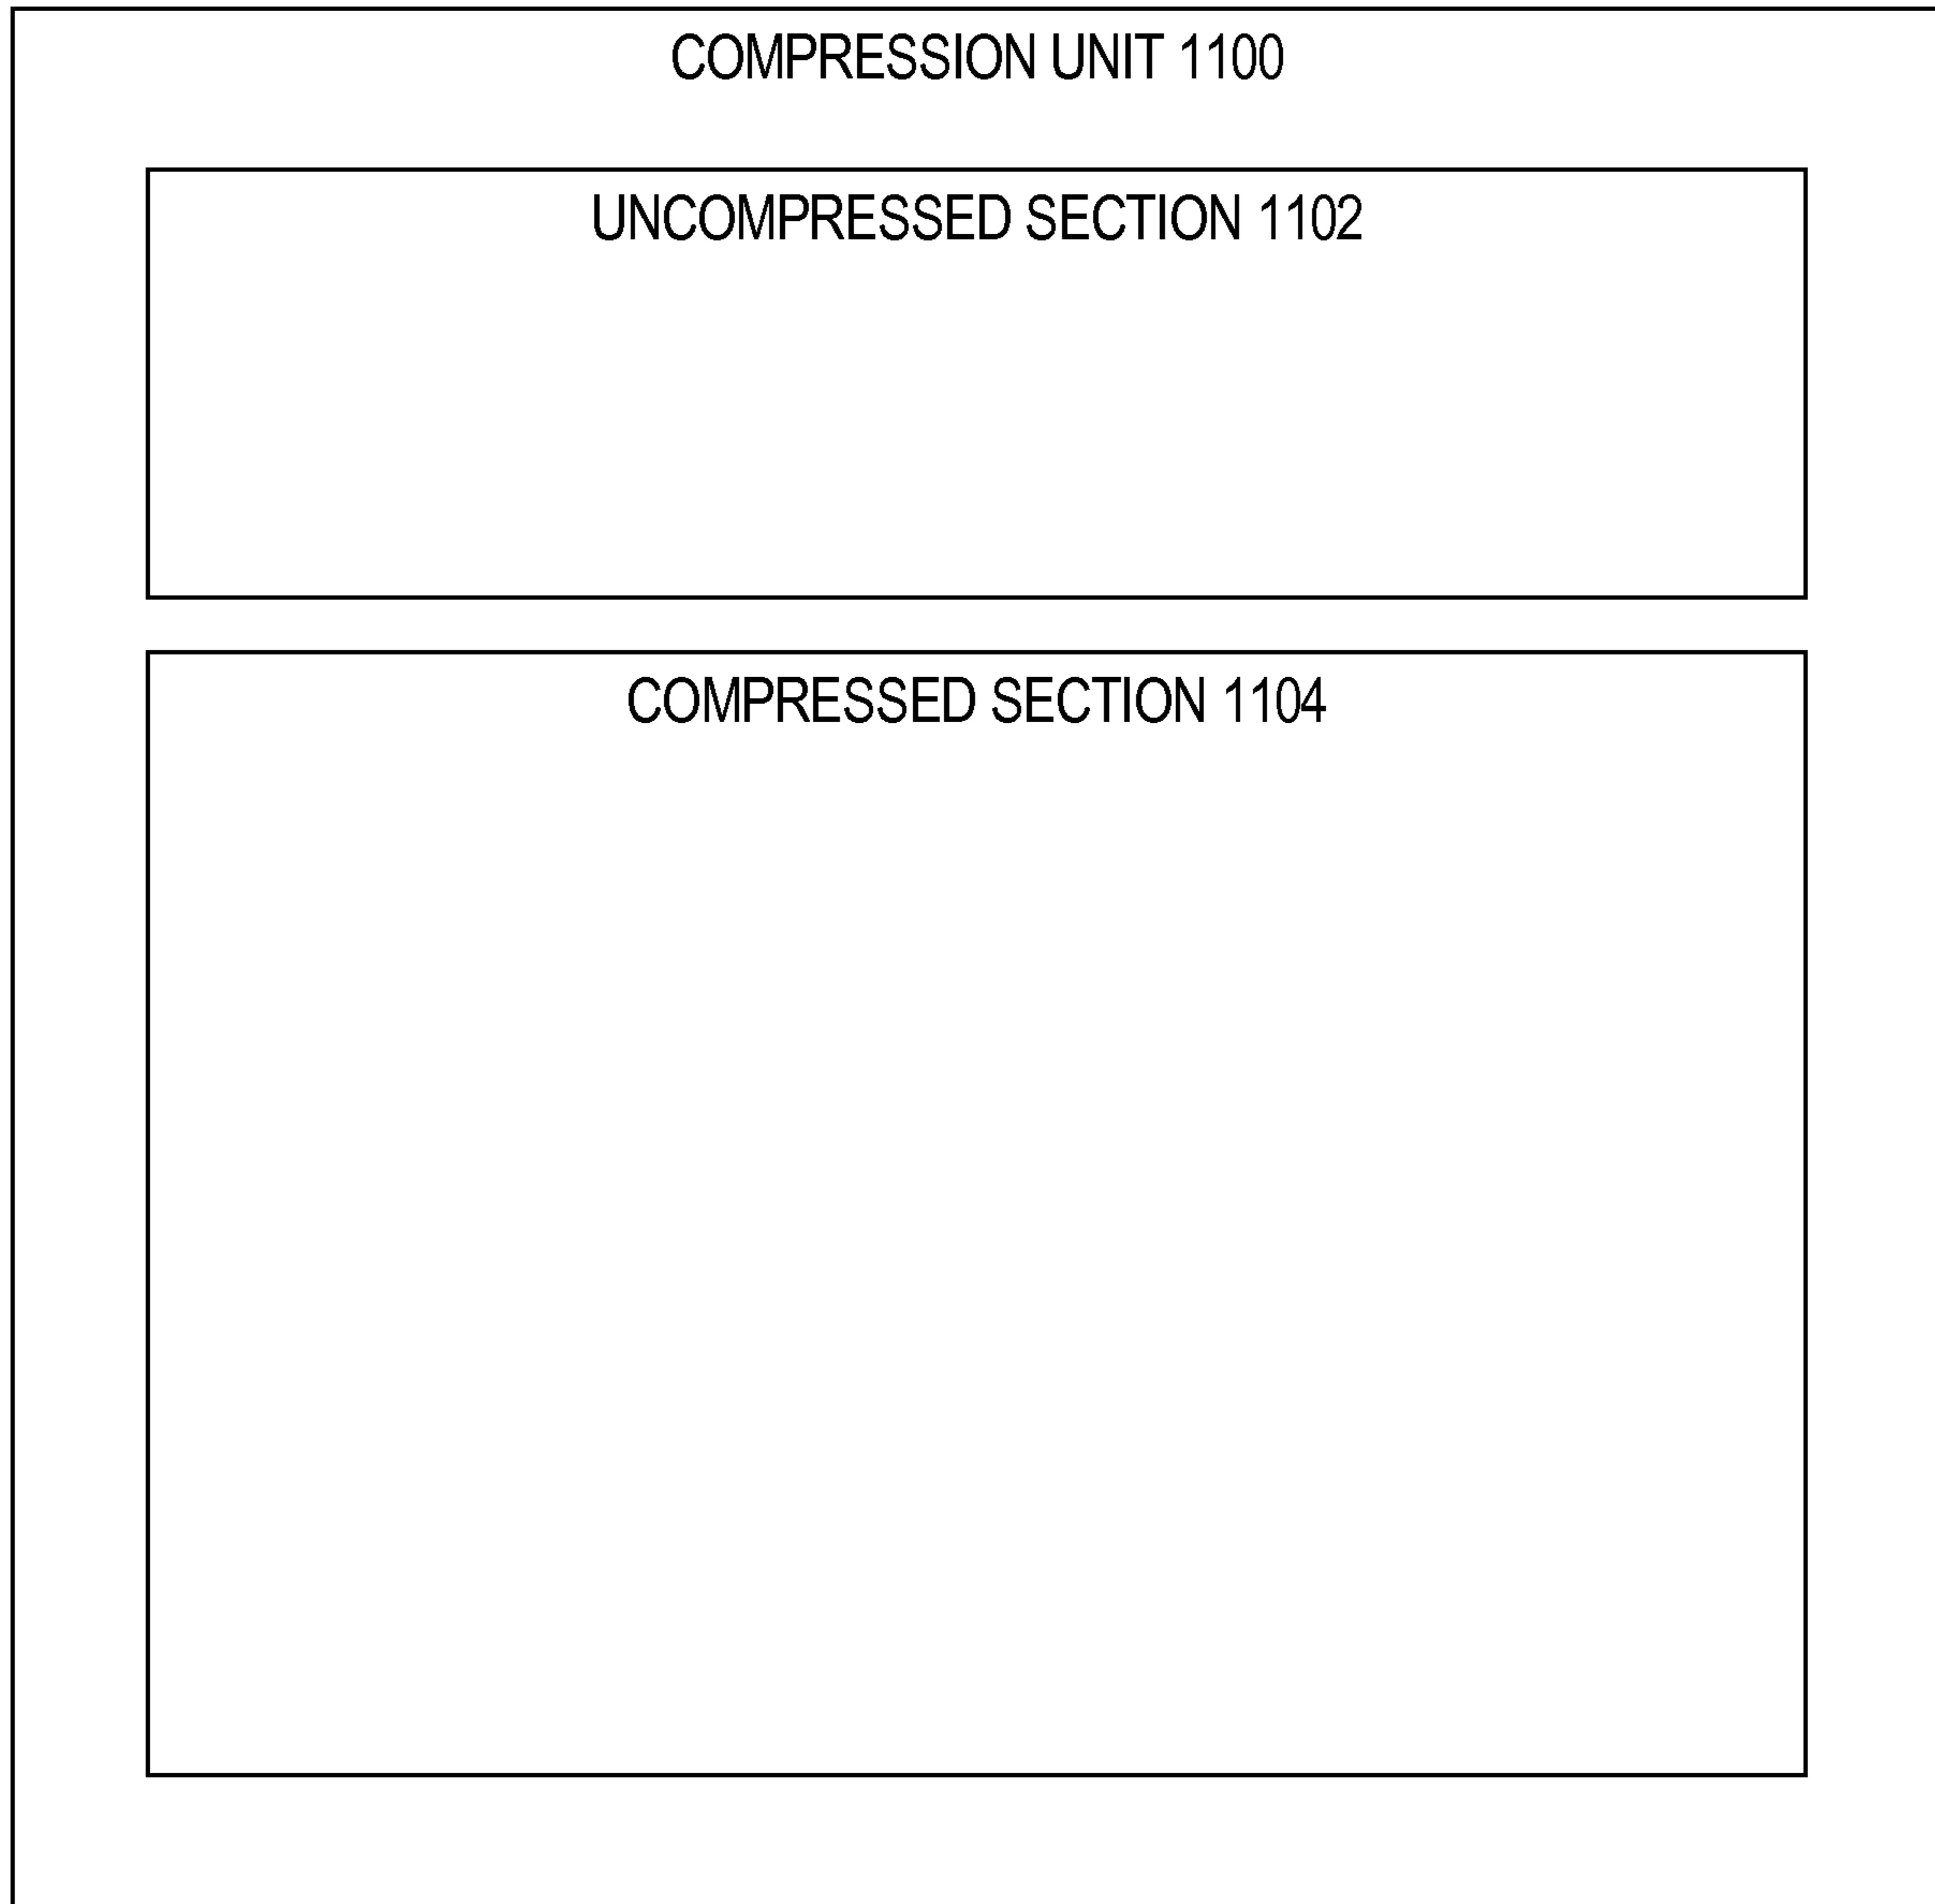 COMPRESSION UNIT 1100
UNCOMPRESSED SECTION 1102
COMPRESSED SECTION 1104